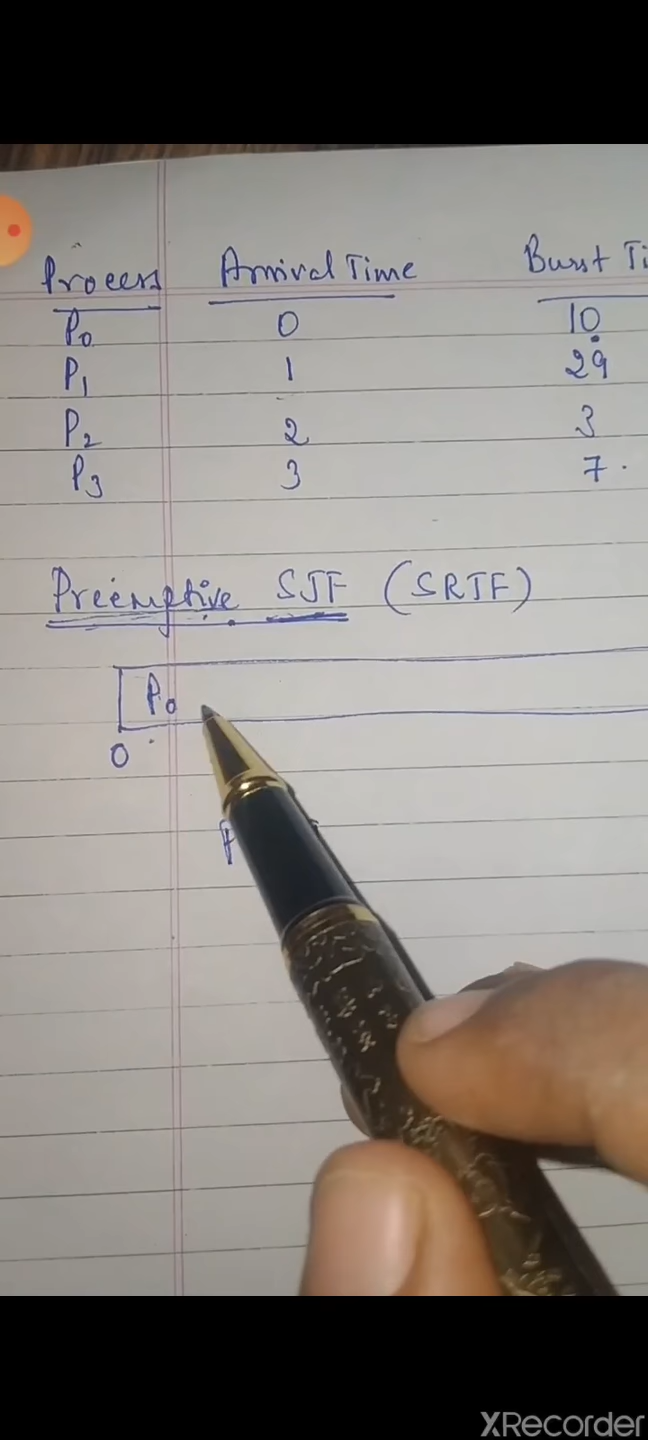 Process Arrival Time Burst Ti
P0 0 10
P1 1 29
P2 2 3
P3 3 7.
Preemptive SJF (SRTF)
P0
0
P
XRecorder